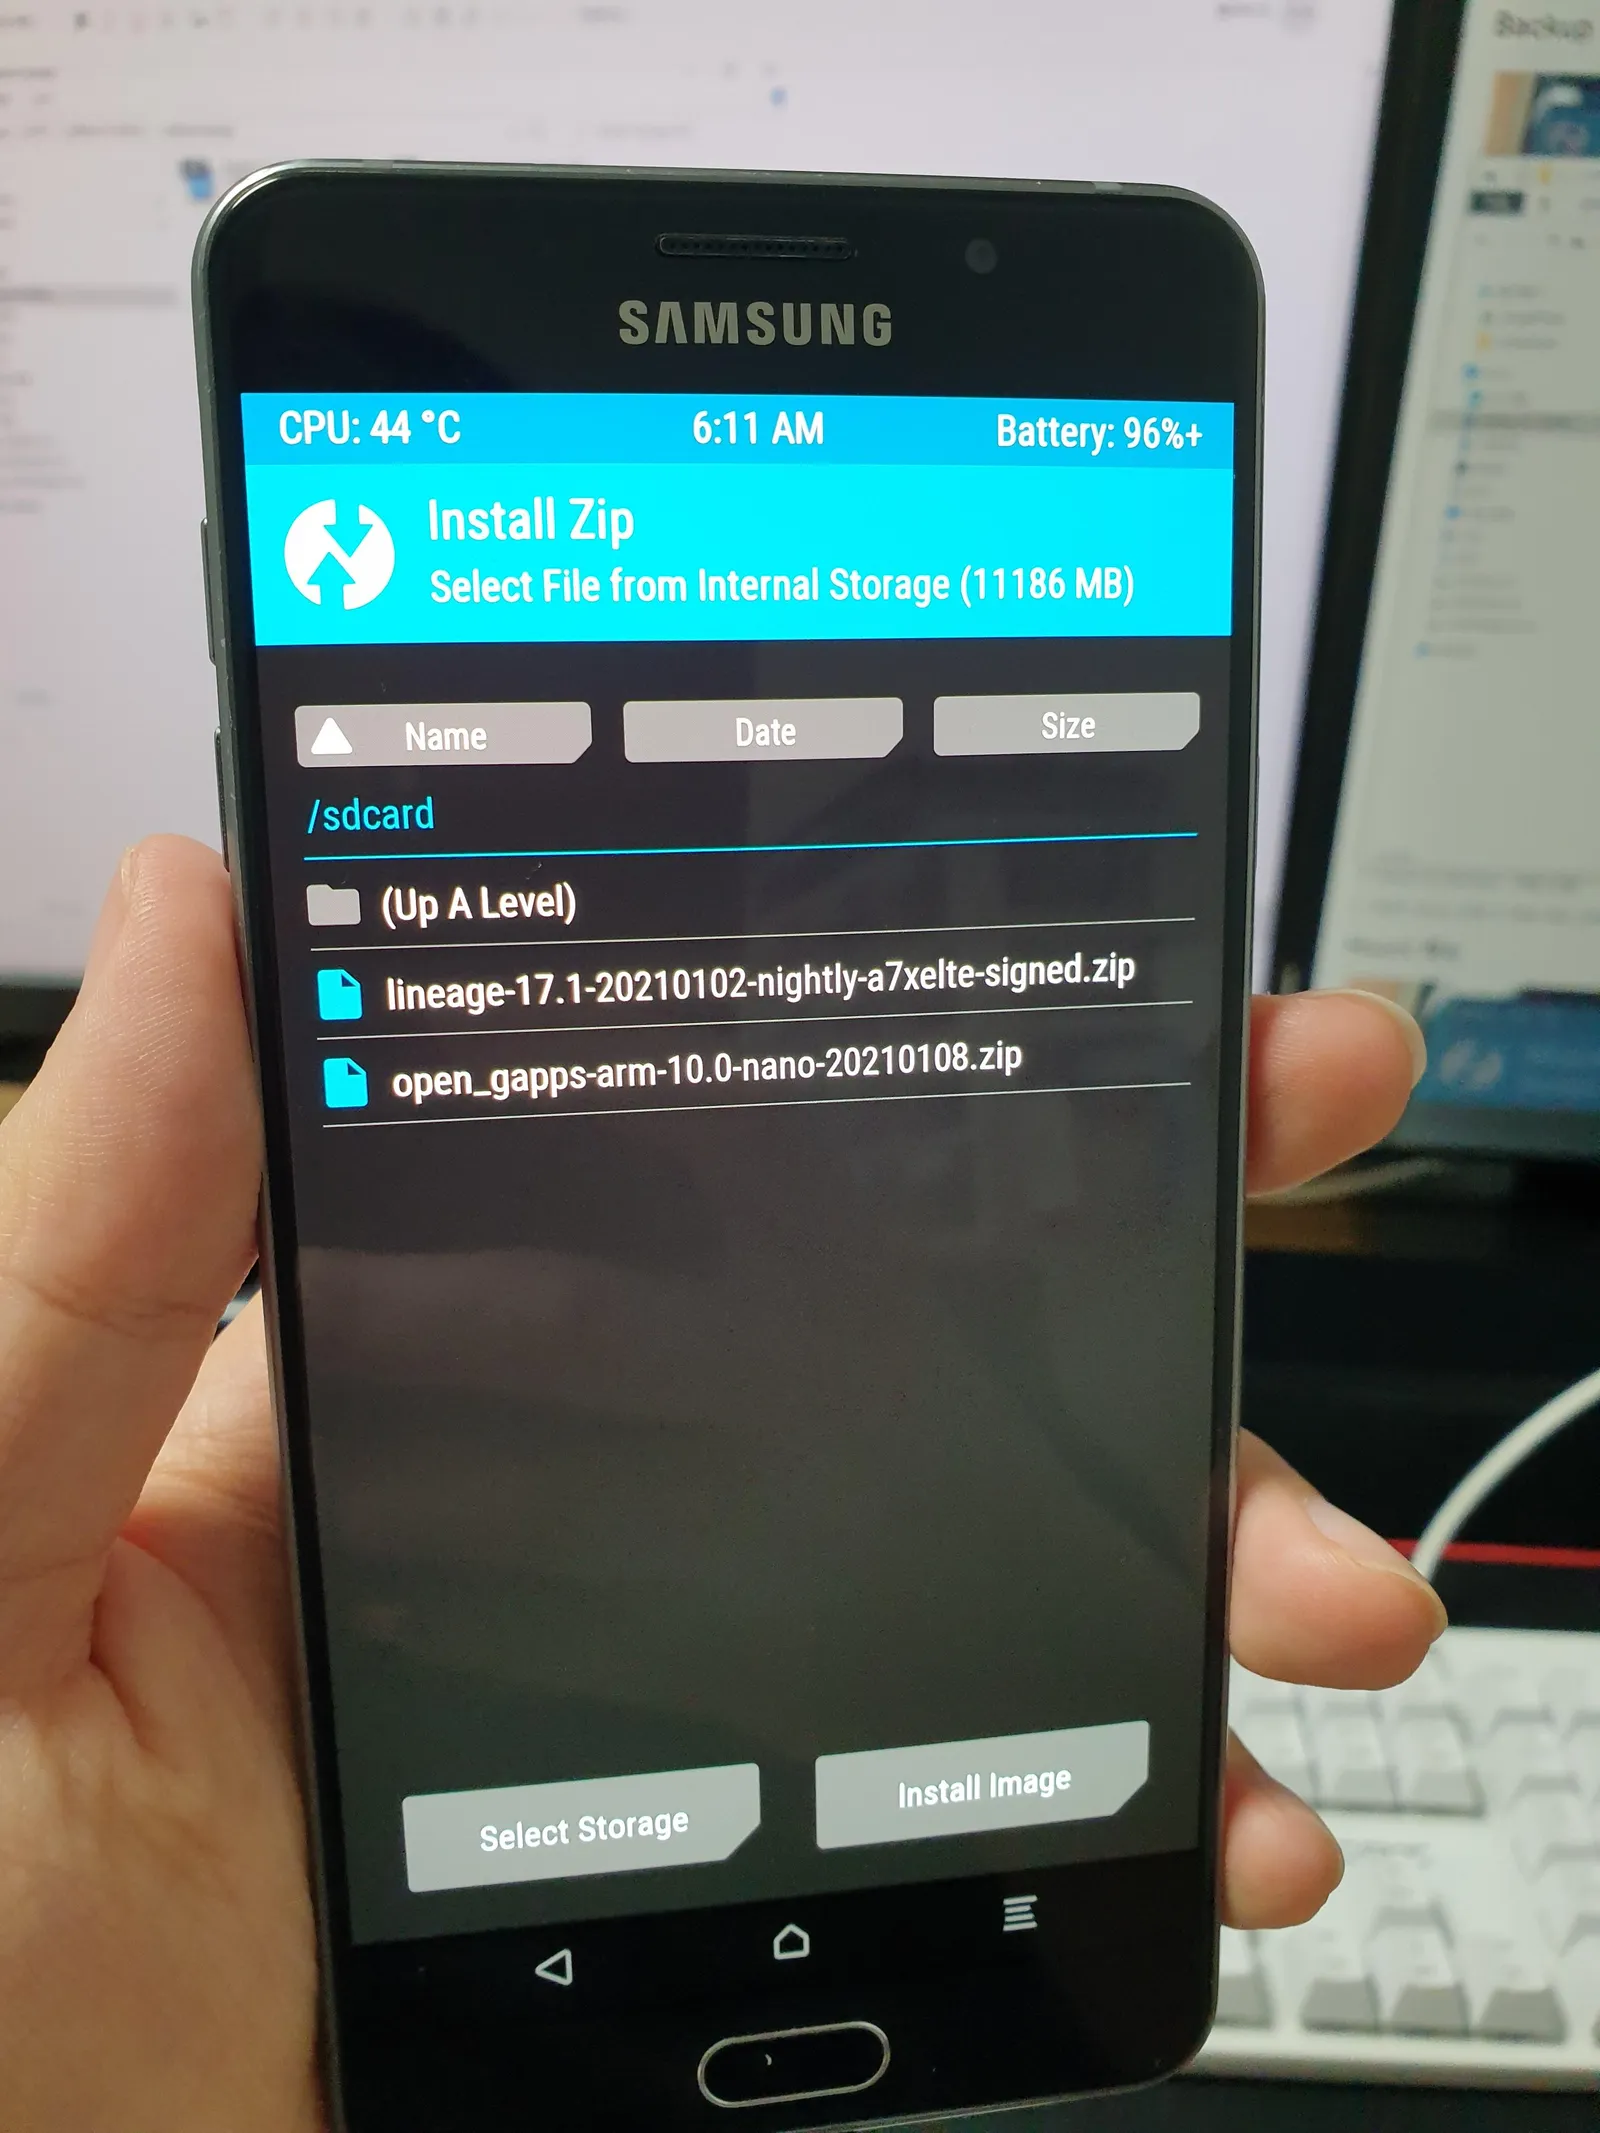 Backup
SAMSUNG
CPU: 44 °C
6:11 AM
Battery: 96%+
Install Zip
Select File from Internal Storage (11186 MB)
Name
Date
Size
/sdcard
(Up A Level)
lineage-17.1-20210102-nightly-a7xelte-signed.zip
open_gapps-arm-10.0-nano-20210108.zip
Select Storage
Install Image